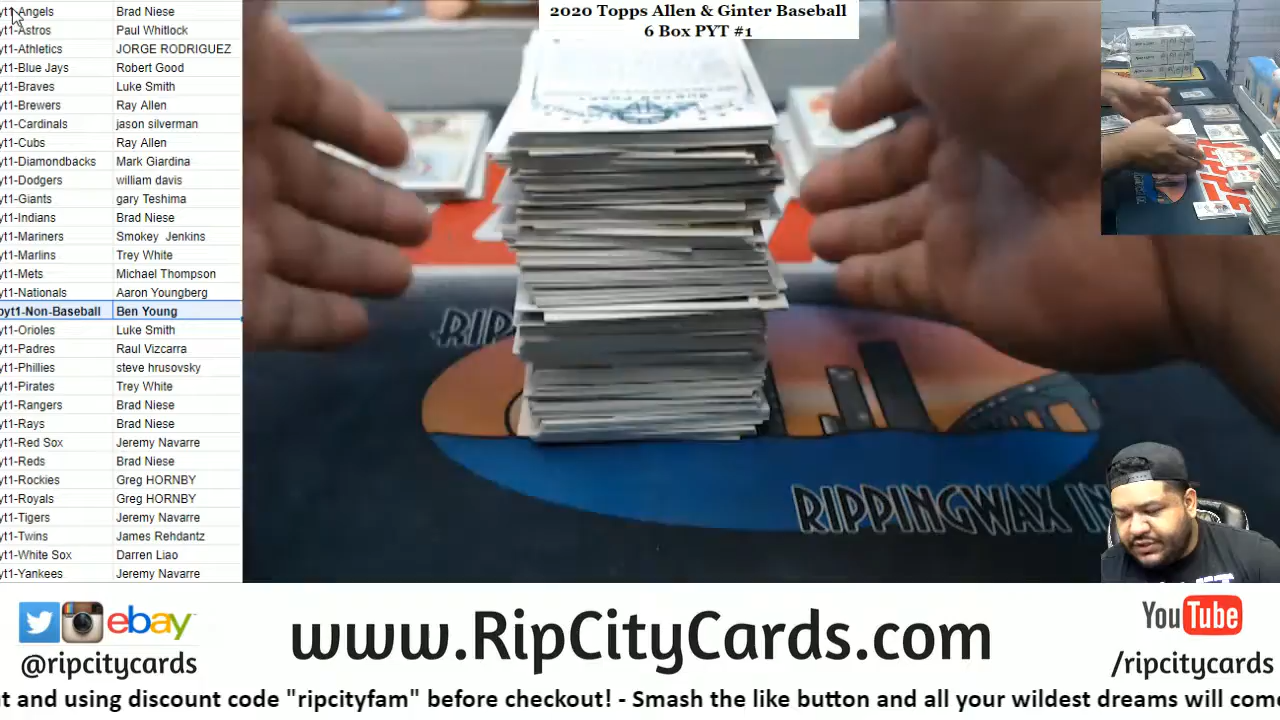 yt1-Angels Brad Niese
yt1-Astros Paul Whitlock
yt1-Athletics JORGE RODRIGUEZ
yt1-Blue Jays Robert Good
yt1-Braves Luke Smith
yt1-Brewers Ray Allen
yt1-Cardinals jason silverman
yt1-Cubs Ray Allen
yt1-Diamondbacks Mark Giardina
yt1-Dodgers william davis
yt1-Giants gary Teshima
yt1-Indians Brad Niese
yt1-Mariners Smokey Jenkins
yt1-Marlins Trey White
yt1-Mets Michael Thompson
yt1-Nationals Aaron Youngberg
pyt1-Non-Baseball Ben Young
yt1-Orioles Luke Smith
yt1-Padres Raul Vizcarra
yt1-Phillies steve hrusovsky
yt1-Pirates Trey White
yt1-Rangers Brad Niese
yt1-Rays Brad Niese
yt1-Red Sox Jeremy Navarre
yt1-Reds Brad Niese
yt1-Rockies Greg HORNBY
yt1-Royals Greg HORNBY
yt1-Tigers Jeremy Navarre
yt1-Twins James Rehdantz
yt1-White Sox Darren Liao
yt1-Yankees Jeremy Navarre
2020 Topps Allen & Ginter Baseball
6 Box PYT #1
RIP
RIPPINGWAX IN
ebay
@ripcitycards
www.RipCityCards.com
YouTube
/ripcitycards
t and using discount code "ripcityfam" before checkout! - Smash the like button and all your wildest dreams will come